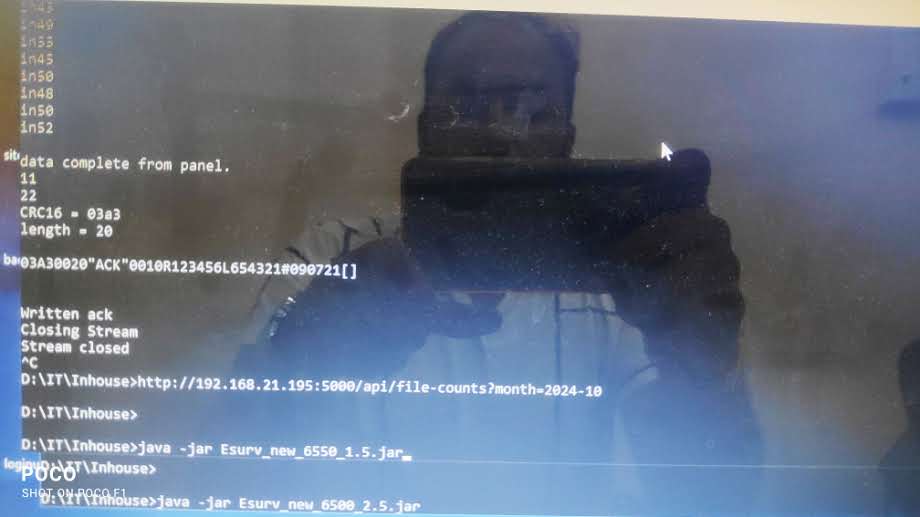 in43
in49
in53
in45
in50
in48
in50
in52
data complete from panel.
11
22
CRC16 = 03a3
length = 20
03A30020"ACK"0010R123456L654321#090721[]
Written ack
Closing Stream
Stream closed
^C
D:\IT\Inhouse>http://192.168.21.195:5000/api/file-counts?month=2024-10
D:\IT\Inhouse>
D:\IT\Inhouse>java -jar Esurv_new_6550_1.5.jar
D:\IT\Inhouse>
D:\IT\Inhouse>java -jar Esurv_new_6500_2.5.jar
POCO
SHOT ON POCO F1